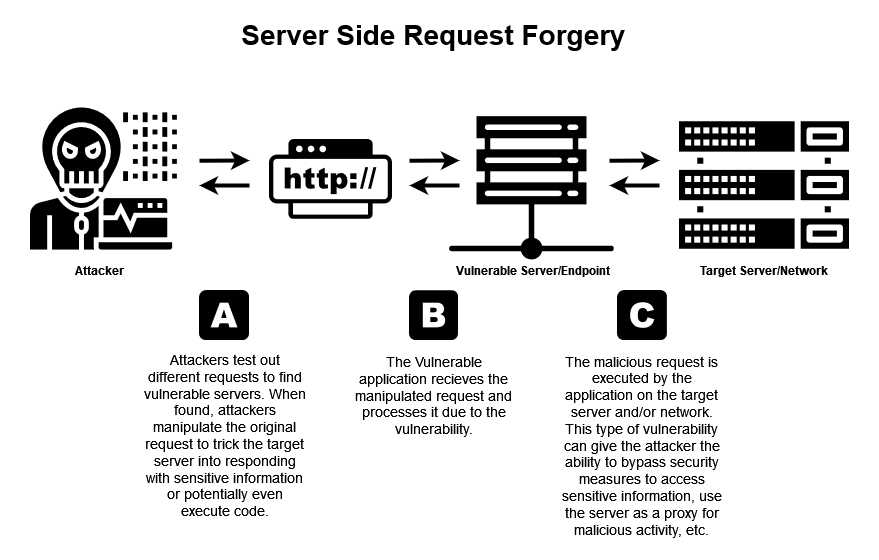 Server Side Request Forgery
http://
Attacker
Vulnerable Server/Endpoint
Target Server/Network
A
Attackers test out
different requests to find
vulnerable servers. When
found, attackers
manipulate the original
request to trick the target
server into responding
with sensitive information
or potentially even
execute code.
B
The Vulnerable
application recieves the
manipulated request and
processes it due to the
vulnerability.
C
The malicious request is
executed by the
application on the target
server and/or network.
This type of vulnerability
can give the attacker the
ability to bypass security
measures to access
sensitive information, use
the server as a proxy for
malicious activity, etc.